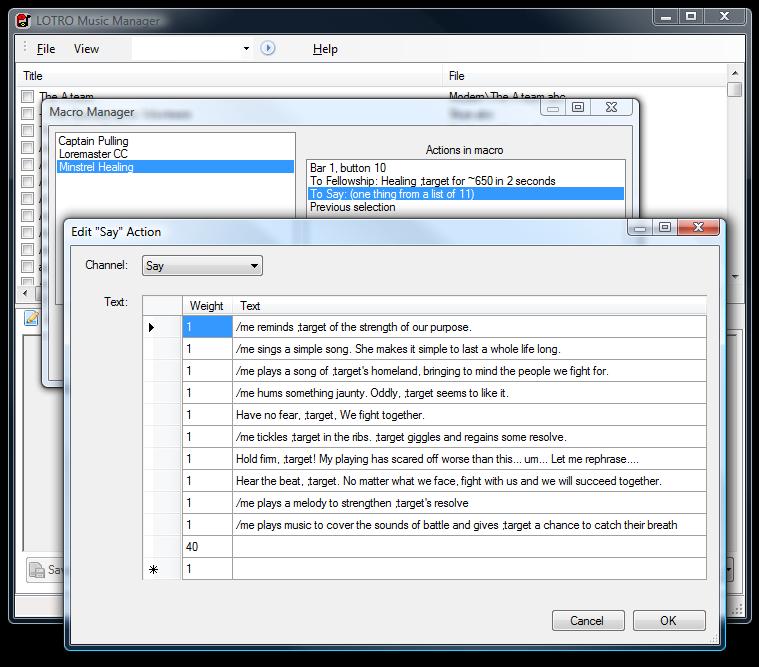 LOTRO Music Manager
File View Help
Title File
The A team Modern\The A team.abc
Macro Manager
Captain Pulling
Loremaster CC
Minstrel Healing
Actions in macro
Bar 1, button 10
To Fellowship: Healing ;target for ~650 in 2 seconds
To Say: (one thing from a list of 11)
Previous selection
Edit "Say" Action
Channel: Say
Text:
Weight Text
1 /me reminds ;target of the strength of our purpose.
1 /me sings a simple song. She makes it simple to last a whole life long.
1 /me plays a song of ;target's homeland, bringing to mind the people we fight for.
1 /me hums something jaunty. Oddly, ;target seems to like it.
1 Have no fear, ;target, We fight together.
1 /me tickles ;target in the ribs. ;target giggles and regains some resolve.
1 Hold firm, ;target! My playing has scared off worse than this... um... Let me rephrase....
1 Hear the beat, ;target. No matter what we face, fight with us and we will succeed together.
1 /me plays a melody to strengthen ;target's resolve
1 /me plays music to cover the sounds of battle and gives ;target a chance to catch their breath
40
1
Sav
Cancel OK